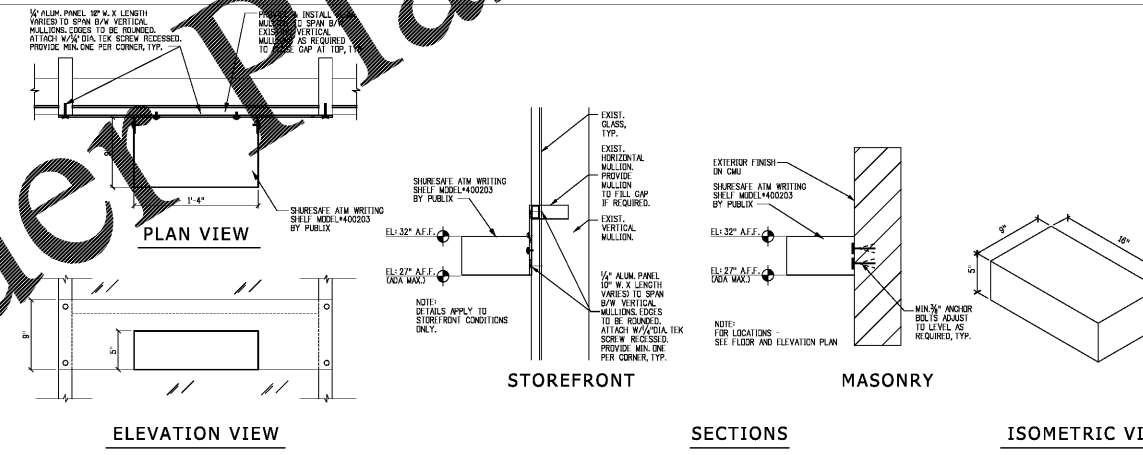 1/4" ALUM. PANEL 10" W. X LENGTH
VARIES) TO SPAN B/W VERTICAL
MULLIONS. EDGES TO BE ROUNDED.
ATTACH W/1/4" DIA. TEK SCREW RECESSED.
PROVIDE MIN. ONE PER CORNER, TYP.
INSTALL
TO SPAN B/W
VERTICAL
AS REQUIRED
GAP AT TOP,
1'-4"
SHURESAFE ATM WRITING
SHELF MODEL#400203
BY PUBLIX
PLAN VIEW
9"
5"
ELEVATION VIEW
EXIST.
GLASS,
TYP.
EXIST.
HORIZONTAL
MULLION.
PROVIDE
MULLION
TO FILL GAP
IF REQUIRED.
EXIST.
VERTICAL
MULLION.
SHURESAFE ATM WRITING
SHELF MODEL#400203
BY PUBLIX
EL: 32" A.F.F.
EL: 27" A.F.F.
(ADA MAX.)
NOTE:
DETAILS APPLY TO
STOREFRONT CONDITIONS
ONLY.
1/4" ALUM. PANEL
10" W. X LENGTH
VARIES) TO SPAN
B/W VERTICAL
MULLIONS. EDGES
TO BE ROUNDED.
ATTACH W/1/4"DIA. TEK
SCREW RECESSED.
PROVIDE MIN. ONE
PER CORNER, TYP.
STOREFRONT
EXTERIOR FINISH
ON CMU
SHURESAFE ATM WRITING
SHELF MODEL#400203
BY PUBLIX
EL: 32" A.F.F.
EL: 27" A.F.F.
(ADA MAX.)
NOTE:
FOR LOCATIONS -
SEE FLOOR AND ELEVATION PLAN
MIN. 3/8" ANCHOR
BOLTS ADJUST
TO LEVEL AS
REQUIRED, TYP.
MASONRY
SECTIONS
9"
16"
5"
ISOMETRIC VI